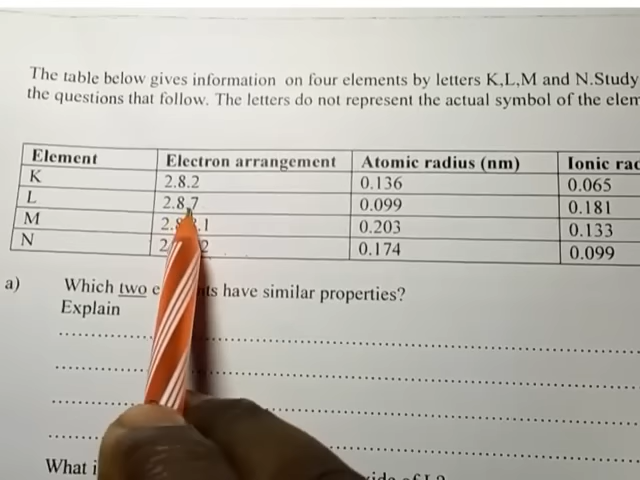 The table below gives information on four elements by letters K,L,M and N.Study
the questions that follow. The letters do not represent the actual symbol of the
Element Electron arrangement Atomic radius (nm) Ionic
K 2.8.2 0.136 0.065
L 2.8.7 0.099 0.181
M 0.203 0.133
N 0.174 0.099
a) Which two have similar properties?
Explain
What